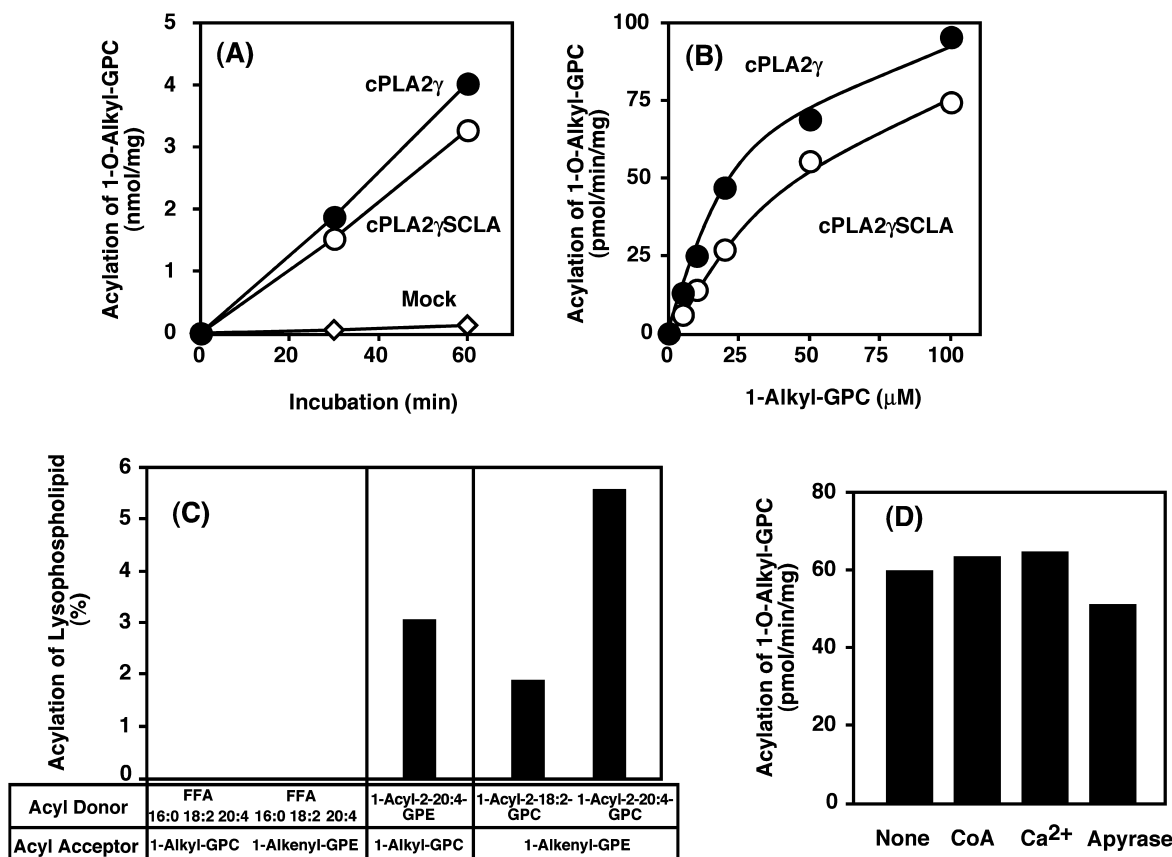 (A)
Acylation of 1-O-Alkyl-GPC
(nmol/mg)
5
4
3
2
1
0
cPLA2γ
cPLA2γSCLA
Mock
0 20 40 60
Incubation (min)
(B)
Acylation of 1-O-Alkyl-GPC
(pmol/min/mg)
100
75
50
25
0
cPLA2γ
cPLA2γSCLA
0 25 50 75 100
1-Alkyl-GPC (μM)
(C)
Acylation of Lysophospholipid
(%)
6
5
4
3
2
1
0
Acyl Donor
FFA
16:0 18:2 20:4
FFA
16:0 18:2 20:4
1-Acyl-2-20:4-
GPE
1-Acyl-2-18:2-
GPC
1-Acyl-2-20:4-
GPC
Acyl Acceptor
1-Alkyl-GPC
1-Alkenyl-GPE
1-Alkyl-GPC
1-Alkenyl-GPE
(D)
Acylation of 1-O-Alkyl-GPC
(pmol/min/mg)
80
60
40
20
0
None CoA Ca²⁺ Apyrase